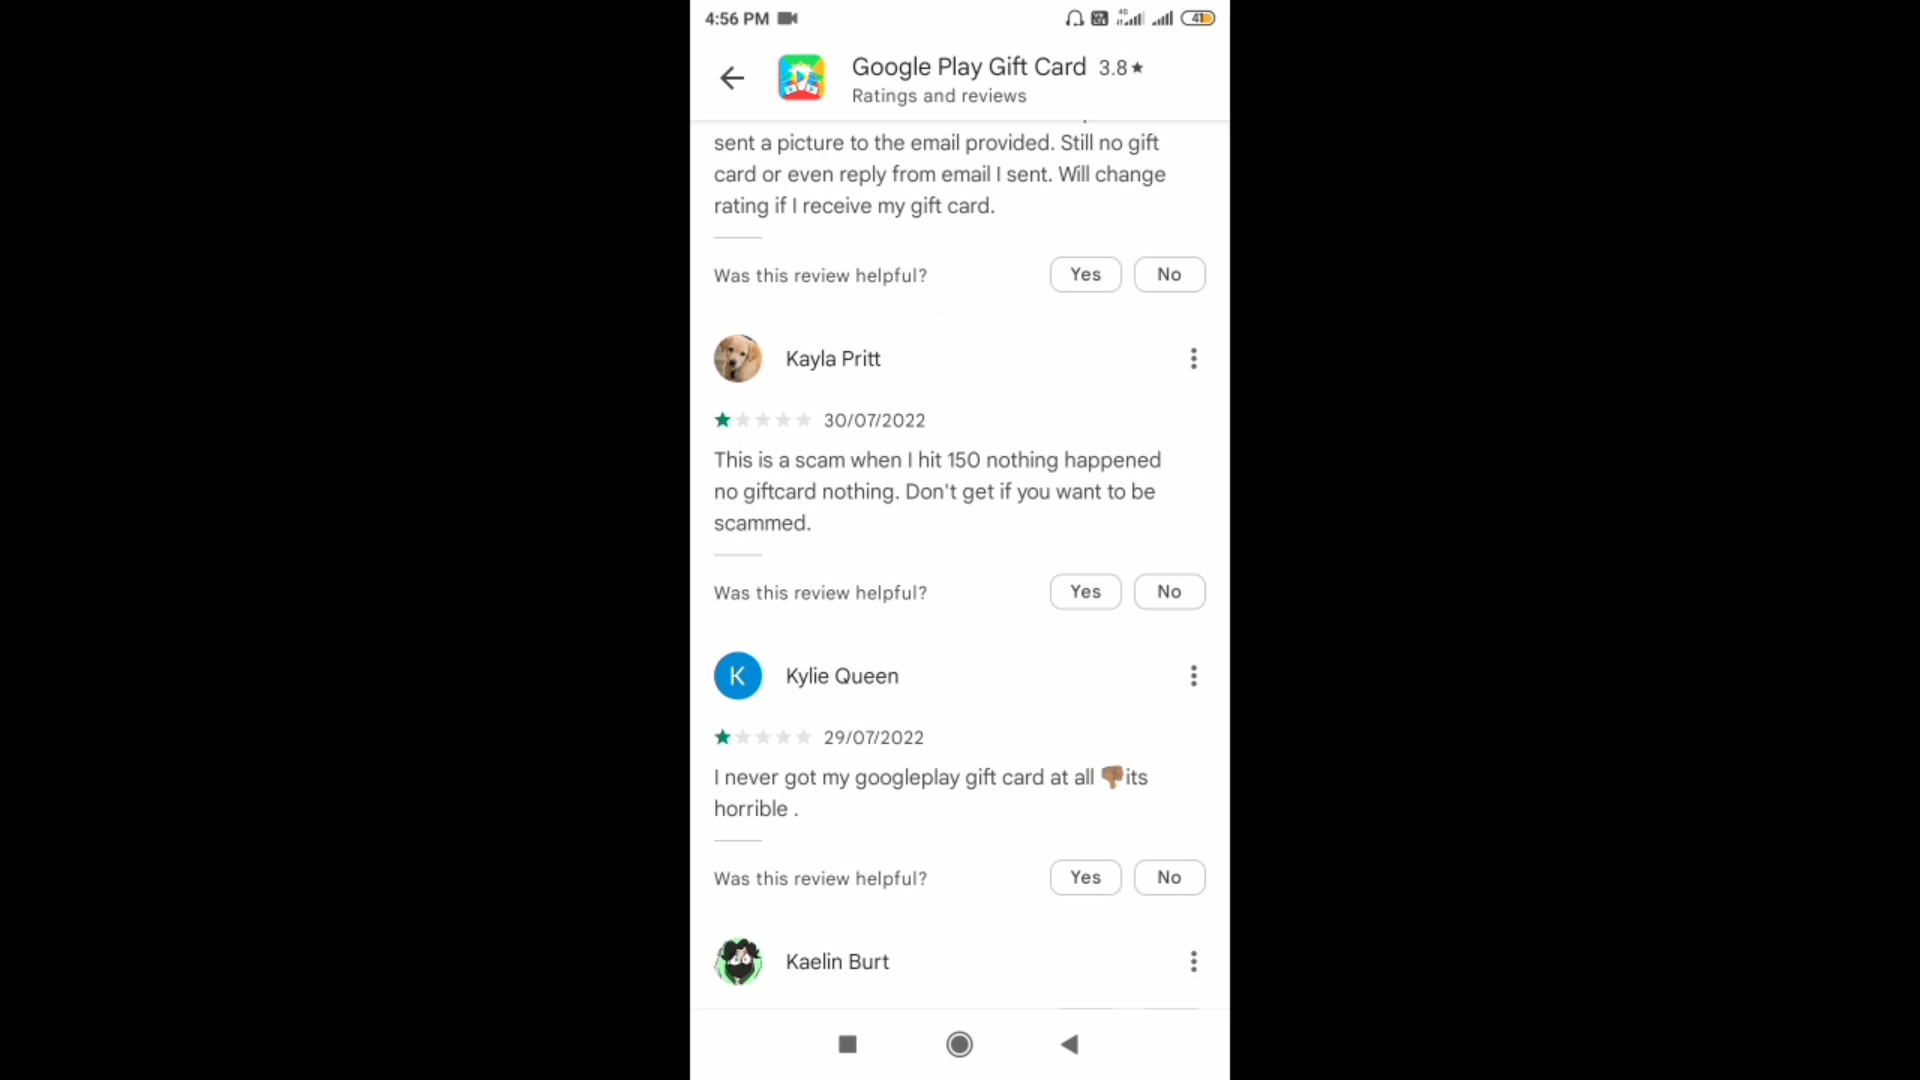 4:56 PM
4G
41
Google Play Gift Card 3.8★
Ratings and reviews
sent a picture to the email provided. Still no gift
card or even reply from email I sent. Will change
rating if I receive my gift card.
Was this review helpful? Yes No
Kayla Pritt
30/07/2022
This is a scam when I hit 150 nothing happened
no giftcard nothing. Don't get if you want to be
scammed.
Was this review helpful? Yes No
K Kylie Queen
29/07/2022
I never got my googleplay gift card at all 👎🏽its
horrible .
Was this review helpful? Yes No
Kaelin Burt